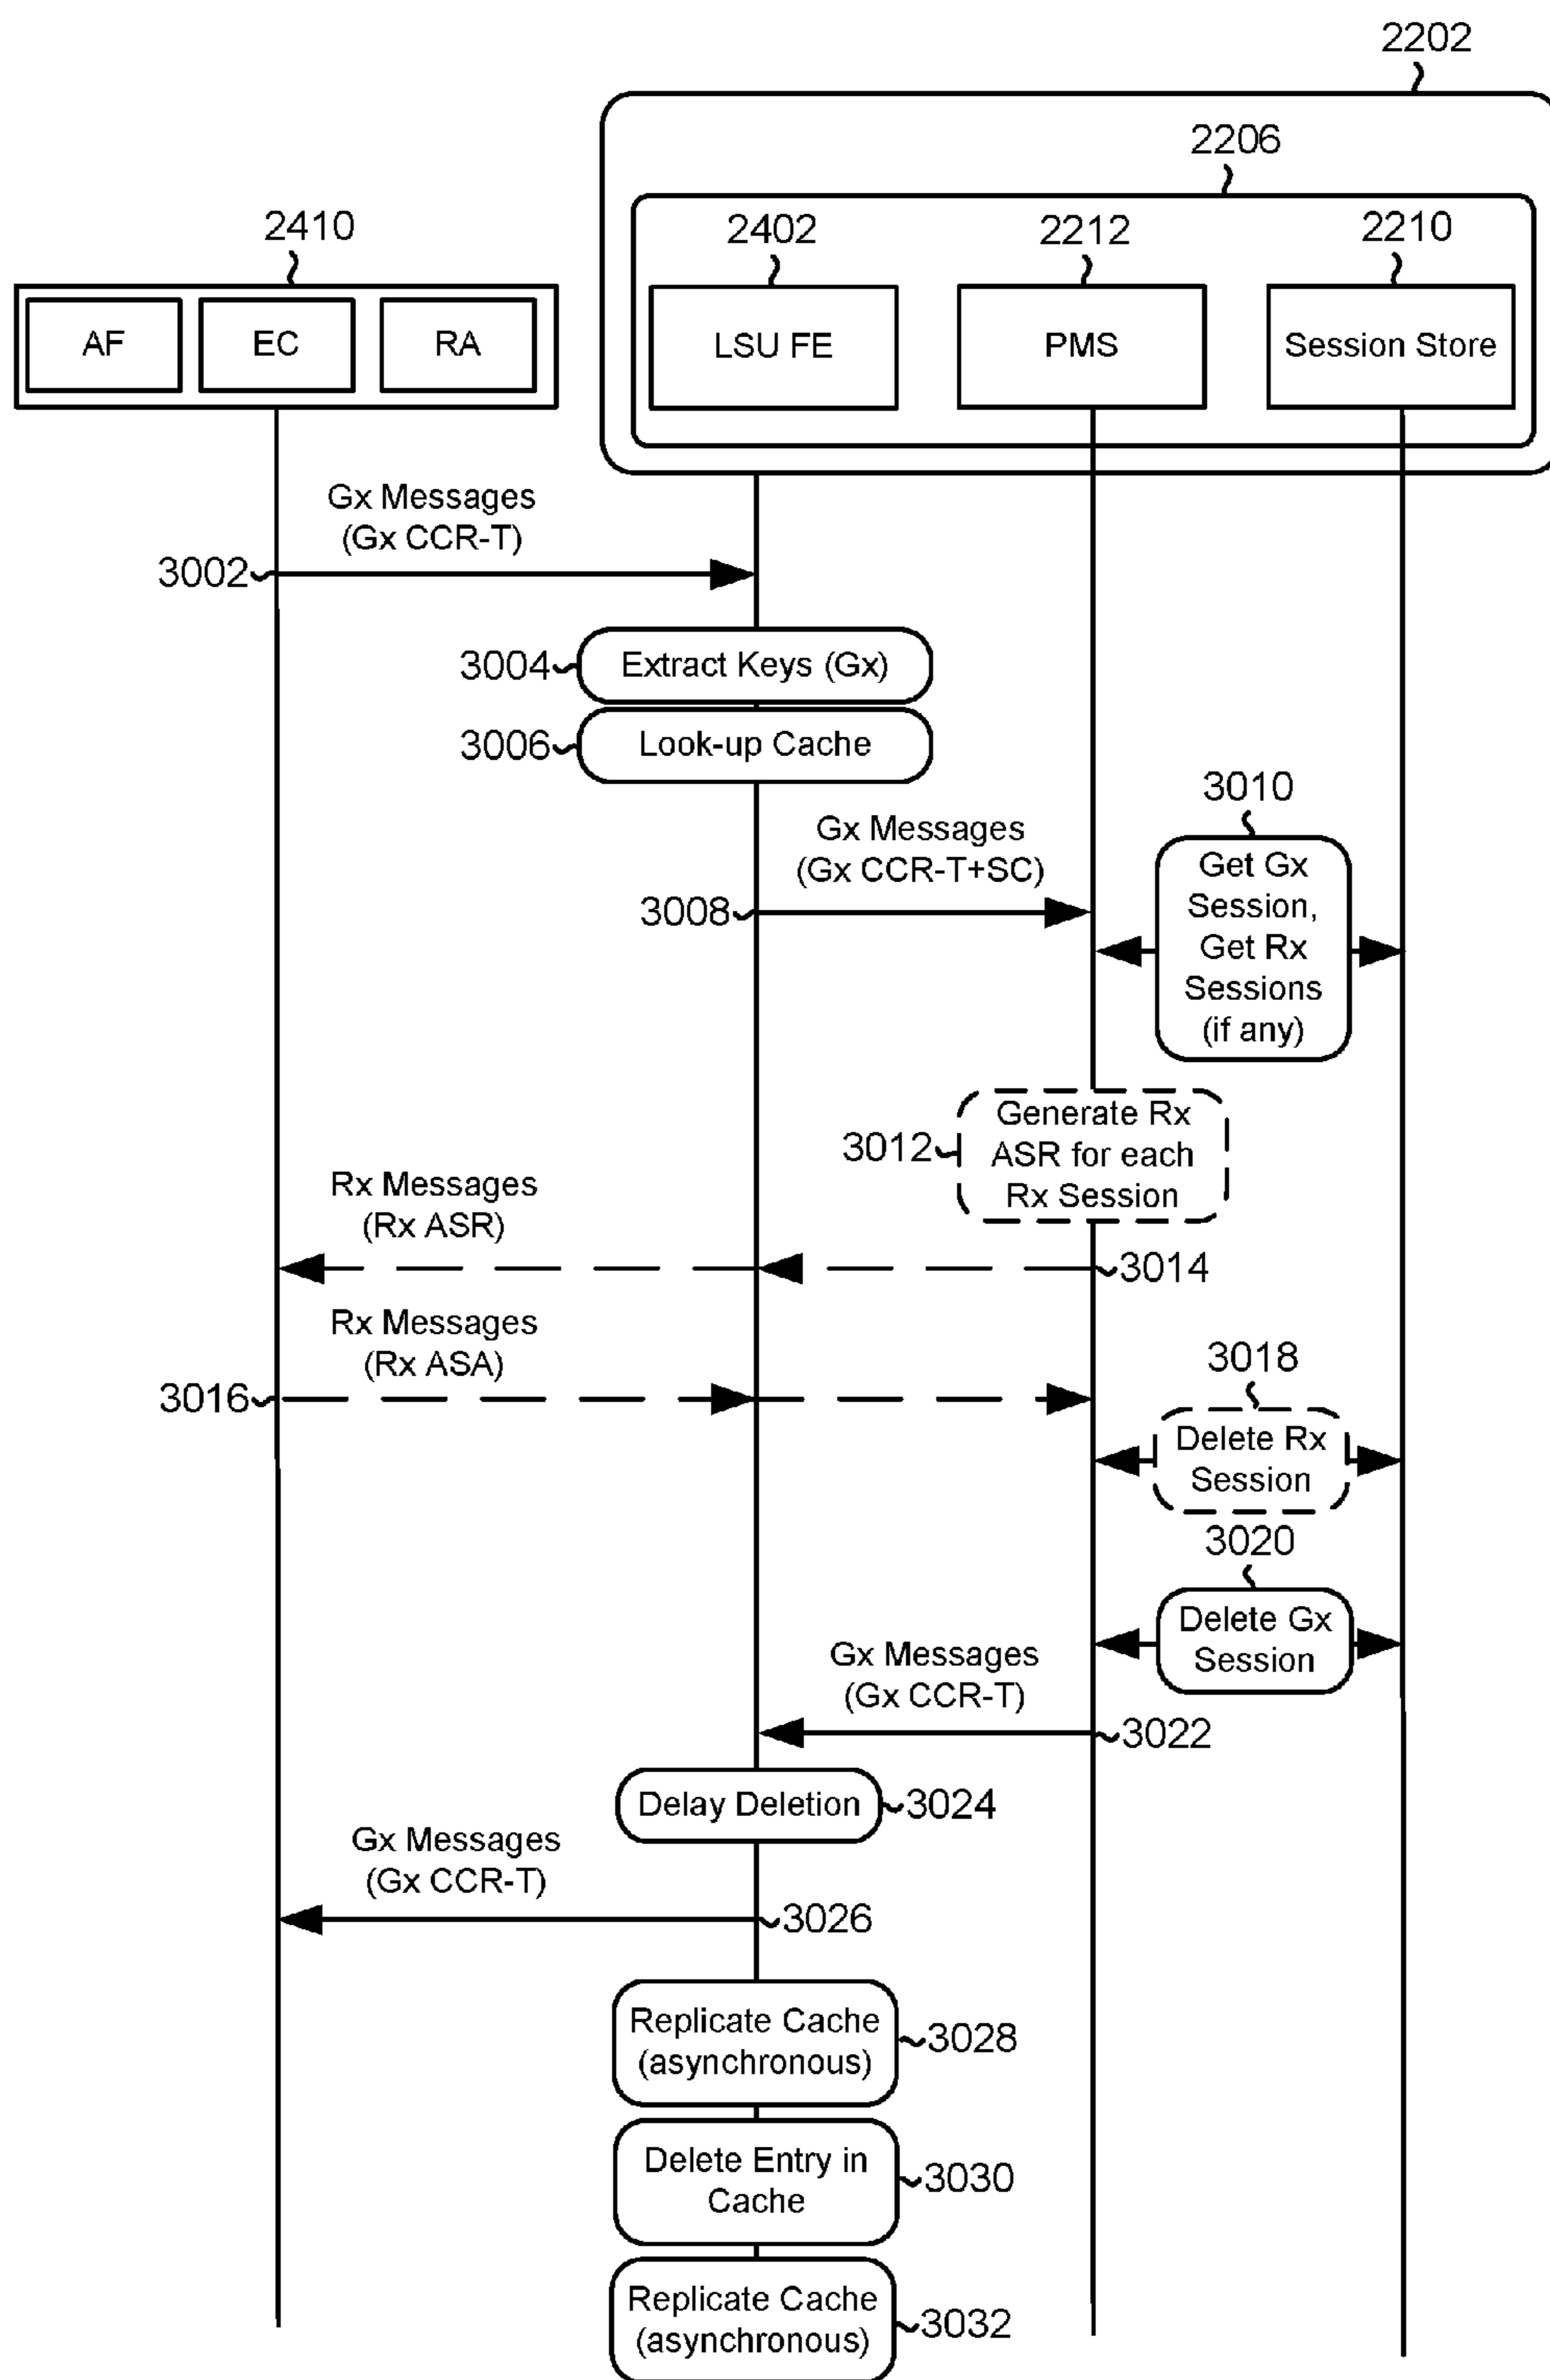 2202
2206
2410
2402
2212
2210
AF
EC
RA
LSU FE
PMS
Session Store
Gx Messages
(Gx CCR-T)
3002
3004
Extract Keys (Gx)
3006
Look-up Cache
3010
Gx Messages
(Gx CCR-T+SC)
3008
Get Gx
Session,
Get Rx
Sessions
(if any)
3012
Generate Rx
ASR for each
Rx Session
Rx Messages
(Rx ASR)
3014
Rx Messages
(Rx ASA)
3016
3018
Delete Rx
Session
3020
Delete Gx
Session
Gx Messages
(Gx CCR-T)
3022
Delay Deletion
3024
Gx Messages
(Gx CCR-T)
3026
Replicate Cache
(asynchronous)
3028
Delete Entry in
Cache
3030
Replicate Cache
(asynchronous)
3032